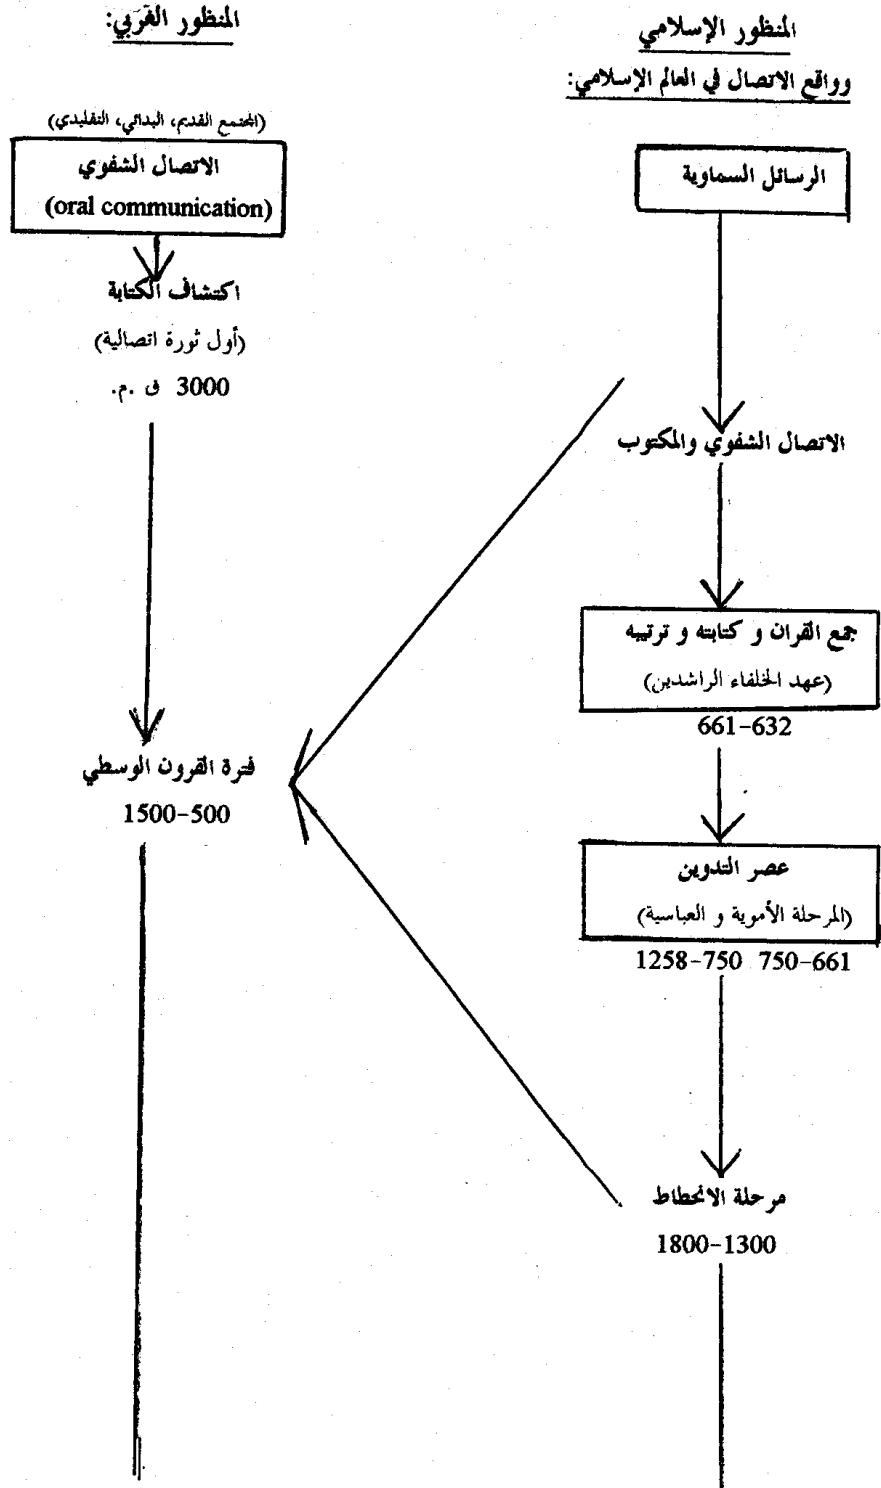 المنظور الإسلامي
وواقع الاتصال في العالم الإسلامي:
الرسائل السماوية
الاتصال الشفوي والمكتوب
جمع القران و كتابته و ترتيبه
(عهد الخلفاء الراشدين)
661-632
عصر التدوين
(المرحلة الأموية و العباسية)
1258-750 750-661
مرحلة الانحطاط
1800-1300
المنظور الغربي:
(المجتمع القديم، البدائي، التقليدي)
الاتصال الشفوي
(oral communication)
اكتشاف الكتابة
(أول ثورة اتصالية)
3000 ق .م.
فترة القرون الوسطي
1500-500